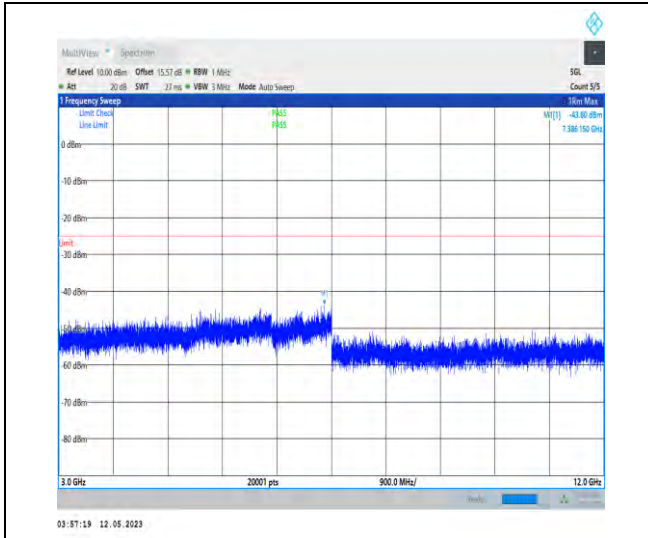 MultiView Spectrum
Ref Level 10.00 dBm Offset 15.57 dB RBW 1 MHz SGL
Att 20 dB SWT 27 ms VBW 3 MHz Mode Auto Sweep Count 5/5
1 Frequency Sweep 1Rm Max
Limit Check PASS M1[1] -43.80 dBm
Line Limit PASS 7.386 150 GHz
0 dBm
-10 dBm
-20 dBm
Limit
-30 dBm
-40 dBm
M1
-50 dBm
-60 dBm
-70 dBm
-80 dBm
3.0 GHz 20001 pts 900.0 MHz/ 12.0 GHz
03:57:19 12.05.2023